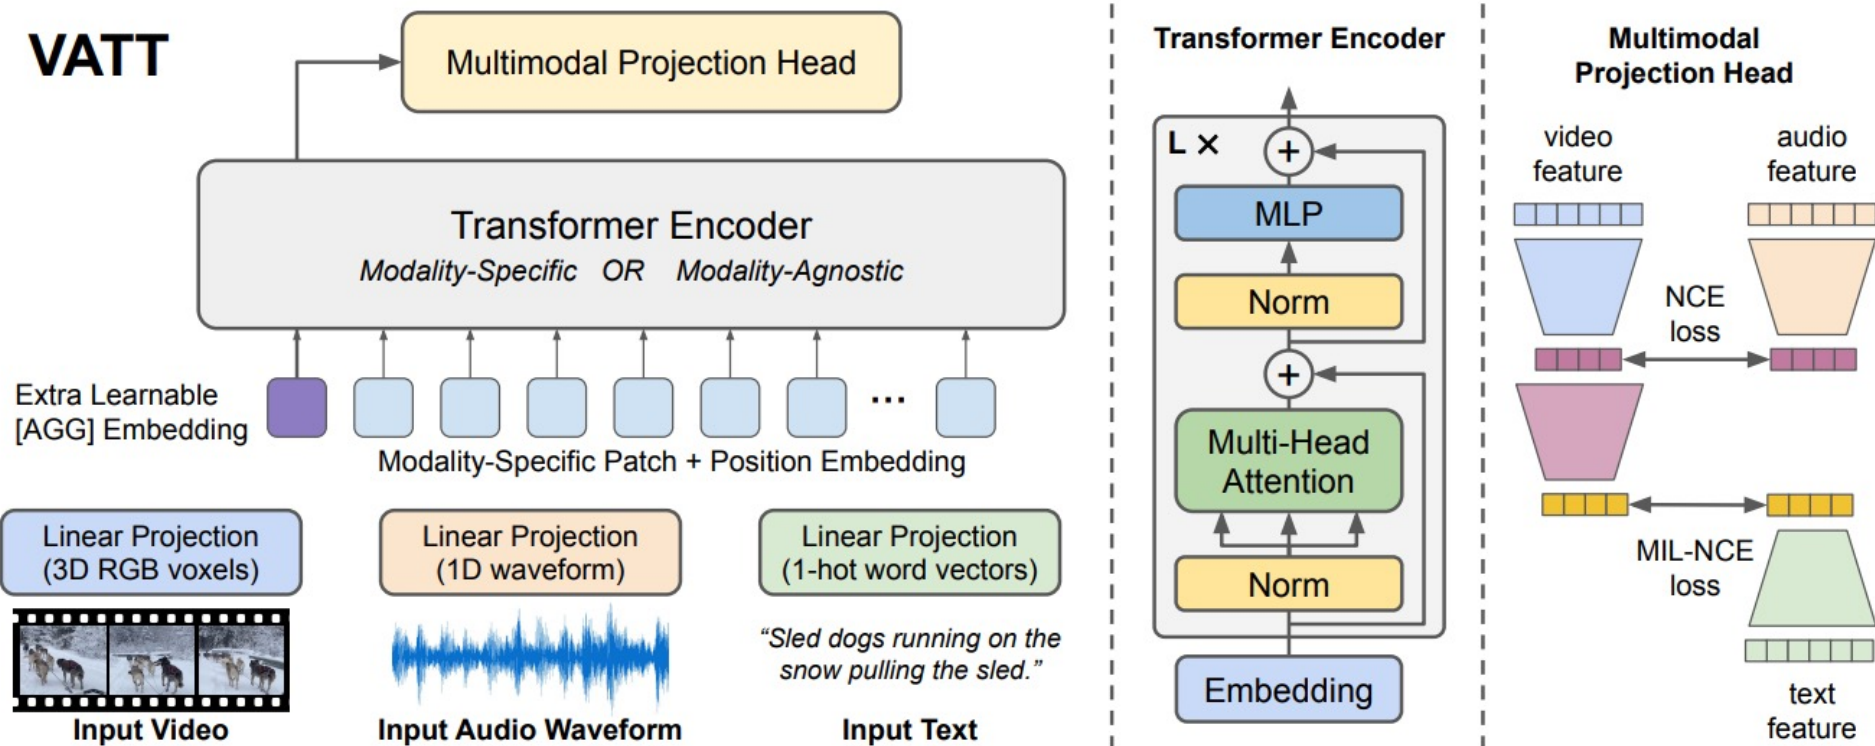 VATT
Multimodal Projection Head
Transformer Encoder
Modality-Specific OR Modality-Agnostic
Extra Learnable
[AGG] Embedding
...
Modality-Specific Patch + Position Embedding
Linear Projection
(3D RGB voxels)
Linear Projection
(1D waveform)
Linear Projection
(1-hot word vectors)
“Sled dogs running on the
snow pulling the sled.”
Input Video
Input Audio Waveform
Input Text
Transformer Encoder
L ×
+
MLP
Norm
+
Multi-Head
Attention
Norm
Embedding
Multimodal
Projection Head
video
feature
audio
feature
NCE
loss
MIL-NCE
loss
text
feature